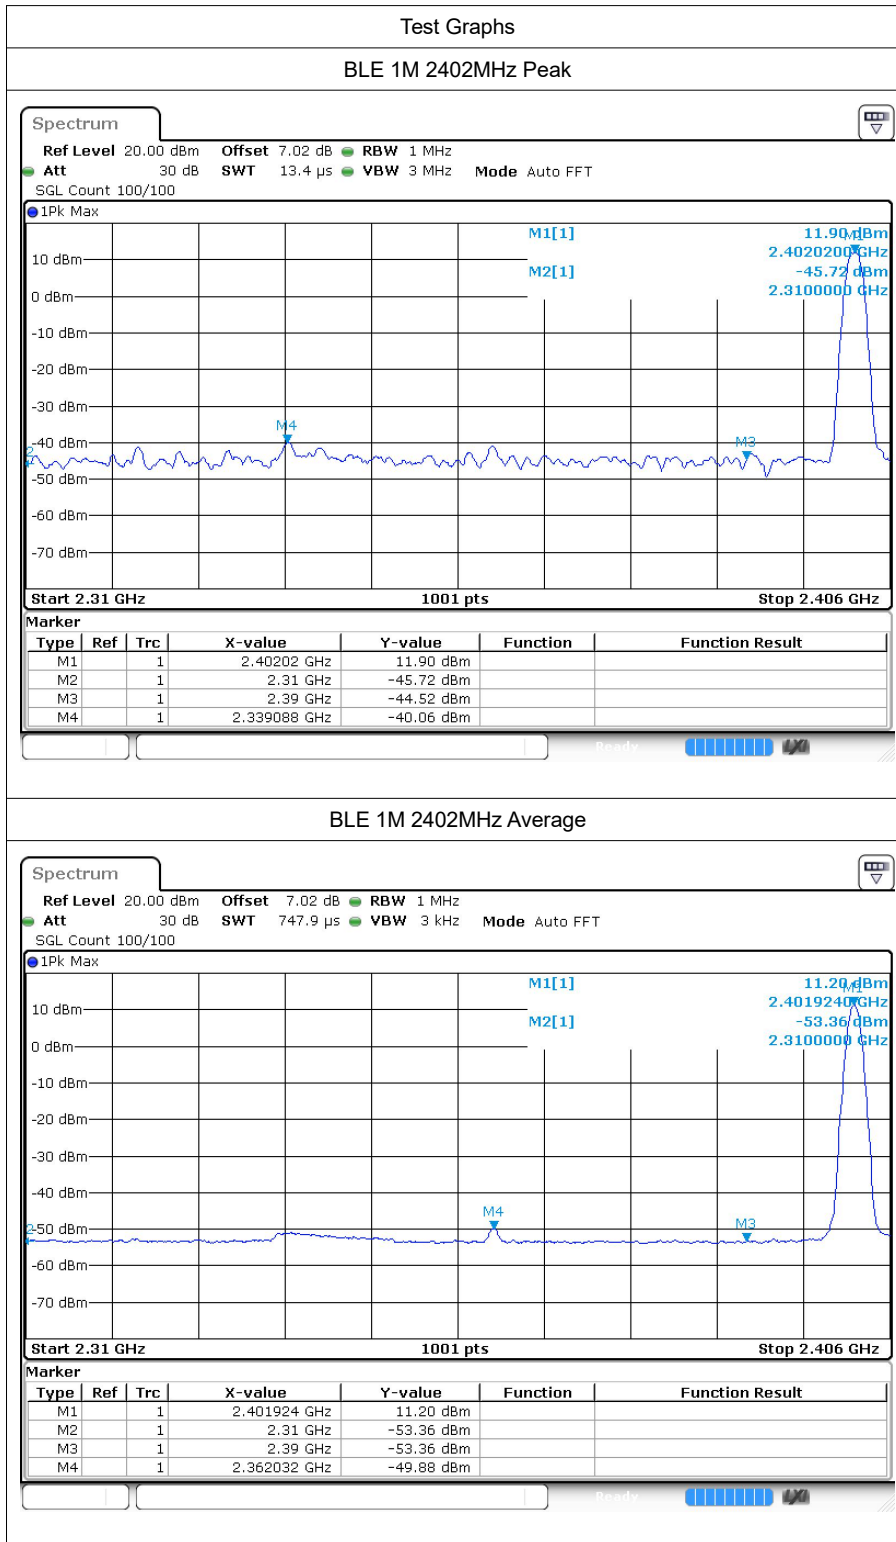 Test Graphs
BLE 1M 2402MHz Peak
Spectrum
Ref Level 20.00 dBm Offset 7.02 dB RBW 1 MHz
Att 30 dB SWT 13.4 µs VBW 3 MHz Mode Auto FFT
SGL Count 100/100
1Pk Max
M1[1] 11.90 dBm
M1
2.4020200 GHz
10 dBm
M2[1] -45.72 dBm
2.3100000 GHz
0 dBm
-10 dBm
-20 dBm
-30 dBm
M4
-40 dBm
M3
-50 dBm
-60 dBm
-70 dBm
Start 2.31 GHz 1001 pts Stop 2.406 GHz
Marker
Type Ref Trc X-value Y-value Function Function Result
M1 1 2.40202 GHz 11.90 dBm
M2 1 2.31 GHz -45.72 dBm
M3 1 2.39 GHz -44.52 dBm
M4 1 2.339088 GHz -40.06 dBm
Ready LXI
BLE 1M 2402MHz Average
Spectrum
Ref Level 20.00 dBm Offset 7.02 dB RBW 1 MHz
Att 30 dB SWT 747.9 µs VBW 3 kHz Mode Auto FFT
SGL Count 100/100
1Pk Max
M1[1] 11.20 dBm
M1
2.4019240 GHz
10 dBm
M2[1] -53.36 dBm
2.3100000 GHz
0 dBm
-10 dBm
-20 dBm
-30 dBm
-40 dBm
M4
M3
-50 dBm
-60 dBm
-70 dBm
Start 2.31 GHz 1001 pts Stop 2.406 GHz
Marker
Type Ref Trc X-value Y-value Function Function Result
M1 1 2.401924 GHz 11.20 dBm
M2 1 2.31 GHz -53.36 dBm
M3 1 2.39 GHz -53.36 dBm
M4 1 2.362032 GHz -49.88 dBm
Ready LXI